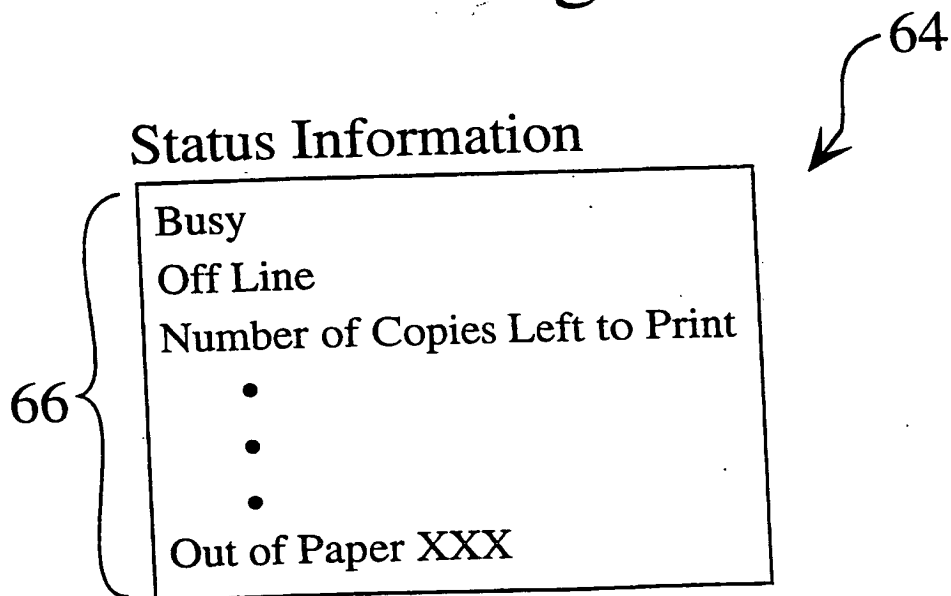 64
Status Information
Busy
Off Line
Number of Copies Left to Print
66
•
•
•
Out of Paper XXX